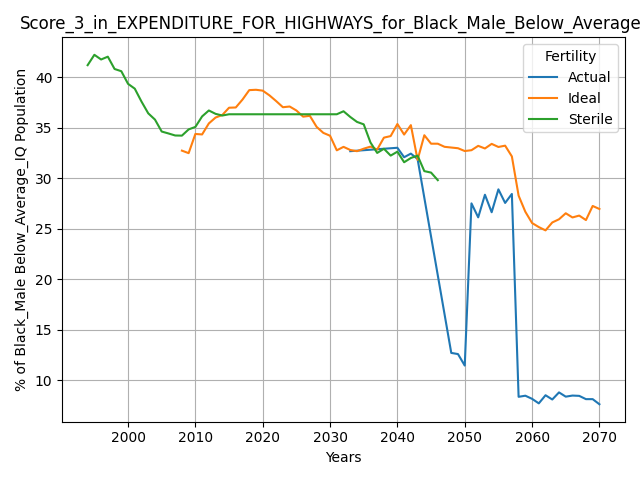 Score_3_in_EXPENDITURE_FOR_HIGHWAYS_for_Black_Male_Below_Average
Fertility
Actual
Ideal
Sterile
% of Black_Male Below_Average_IQ Population
40
35
30
25
20
15
10
2000 2010 2020 2030 2040 2050 2060 2070
Years